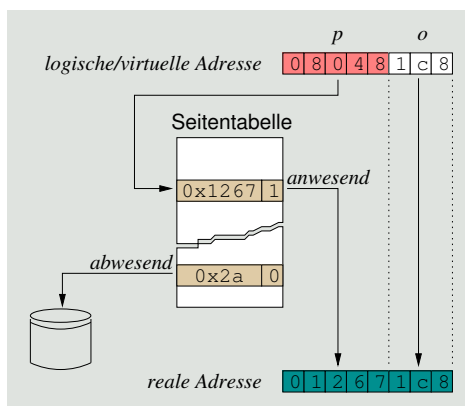 p o
logische/virtuelle Adresse 0 8 0 4 8 1 c 8
Seitentabelle
0x1267 1 anwesend
abwesend
0x2a 0
reale Adresse 0 1 2 6 7 1 c 8